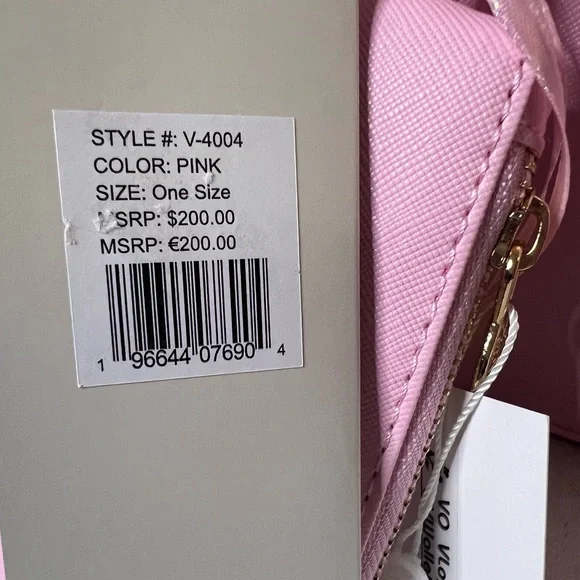 STYLE #: V-4004
COLOR: PINK
SIZE: One Size
MSRP: $200.00
MSRP: €200.00
1 96644 07690 4